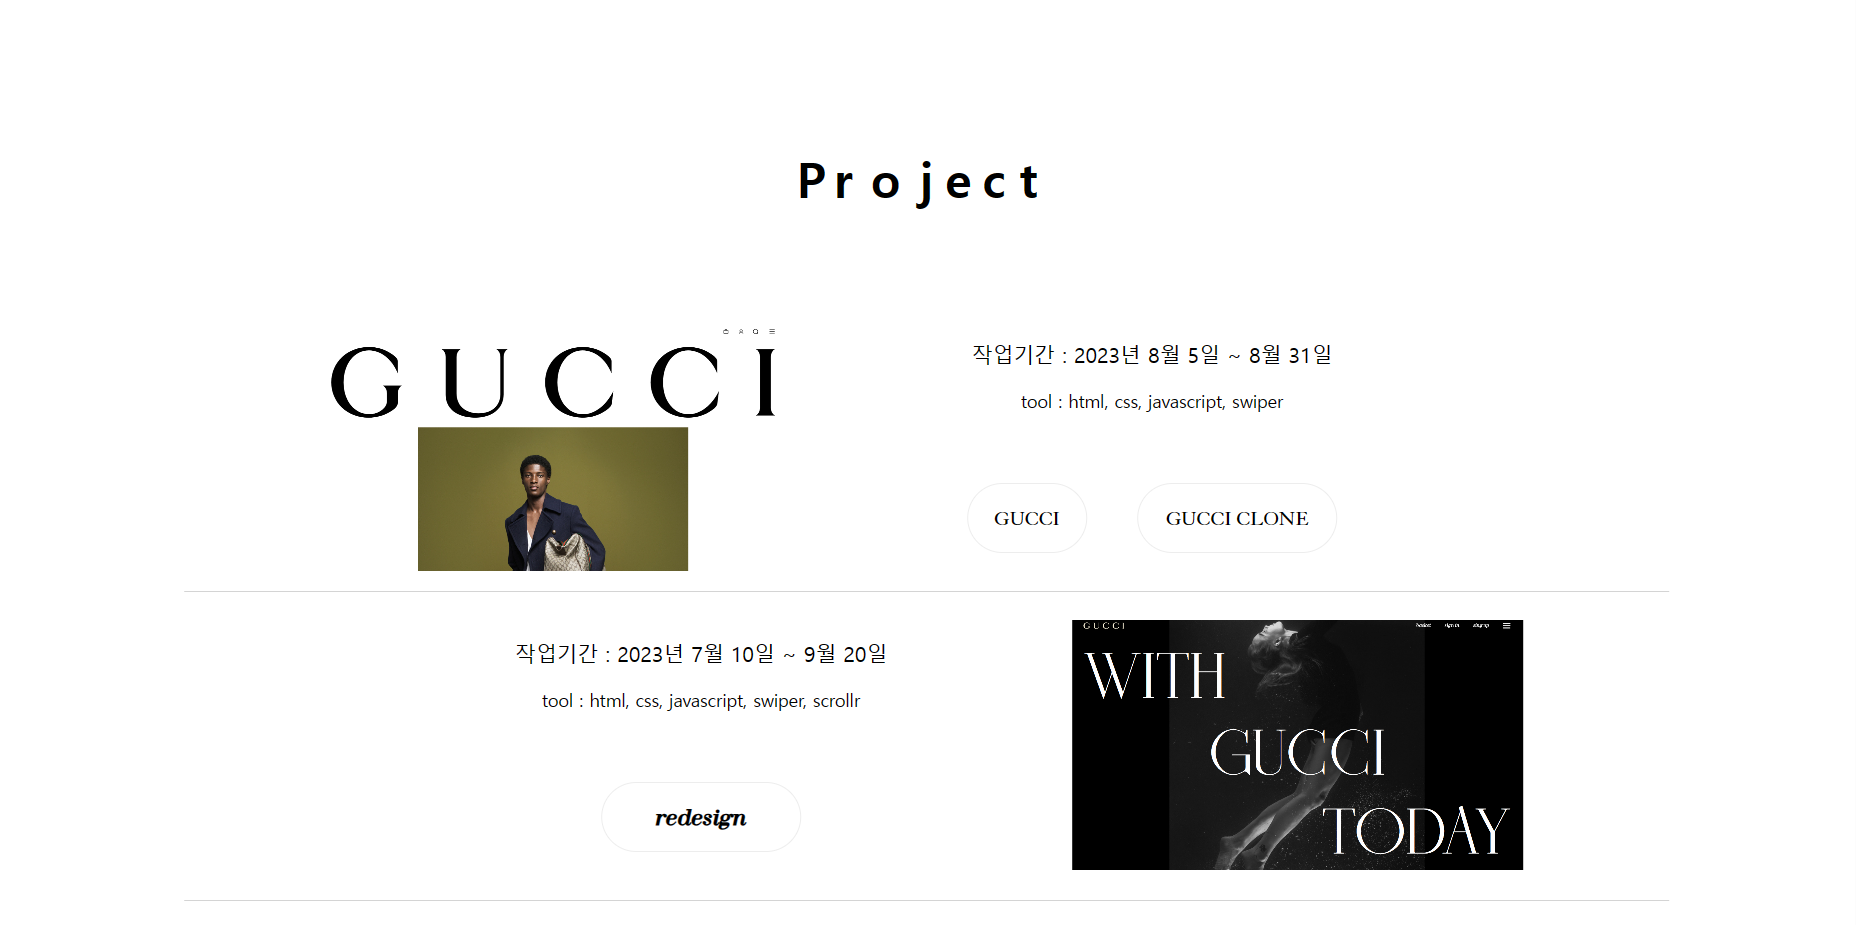 Project
GUCCI
작업기간 : 2023년 8월 5일 ~ 8월 31일
tool : html, css, javascript, swiper
GUCCI
GUCCI CLONE
작업기간 : 2023년 7월 10일 ~ 9월 20일
tool : html, css, javascript, swiper, scrollr
redesign
GUCCI
sign in
WITH
GUCCI
TODAY